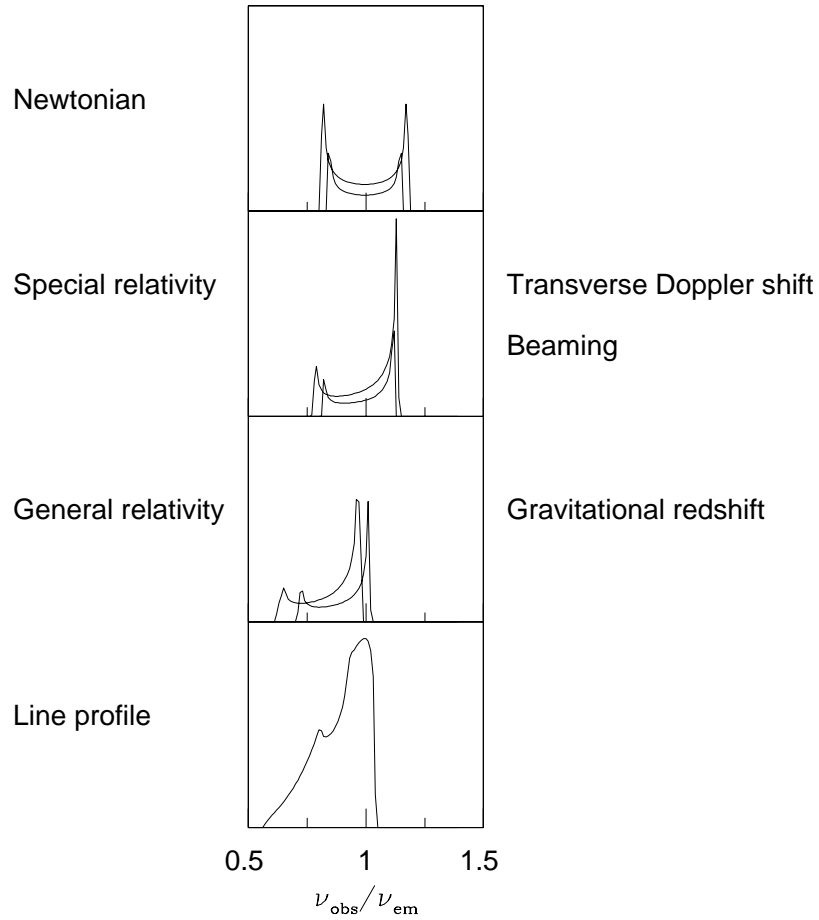 Newtonian
Special relativity
Transverse Doppler shift
Beaming
General relativity
Gravitational redshift
Line profile
0.5 1 1.5
ν_obs/ν_em